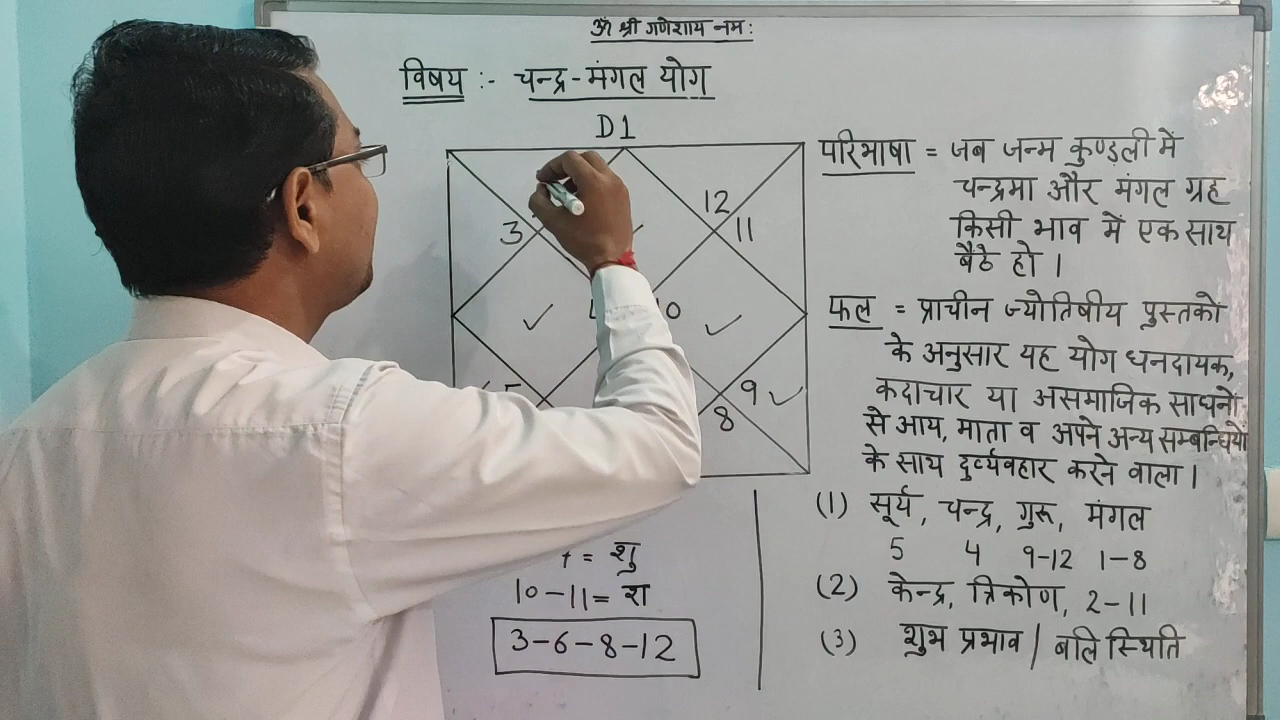 ॐ श्री गणेशाय नमः
विषय :- चन्द्र-मंगल योग
D1
12
3
11
10
5
9
8
परिभाषा = जब जन्म कुण्डली में
चन्द्रमा और मंगल ग्रह
किसी भाव में एक साथ
बैठे हो ।
फल = प्राचीन ज्योतिषीय पुस्तको
के अनुसार यह योग धनदायक,
कदाचार या असमाजिक साधनो
से आय, माता व अपने अन्य सम्बन्धियो
के साथ दुर्व्यवहार करने वाला ।
(1) सूर्य, चन्द्र, गुरू, मंगल
5 4 9-12 1-8
(2) केन्द्र, त्रिकोण, 2-11
(3) शुभ प्रभाव / बलि स्थिति
= शु
10-11= श
3-6-8-12